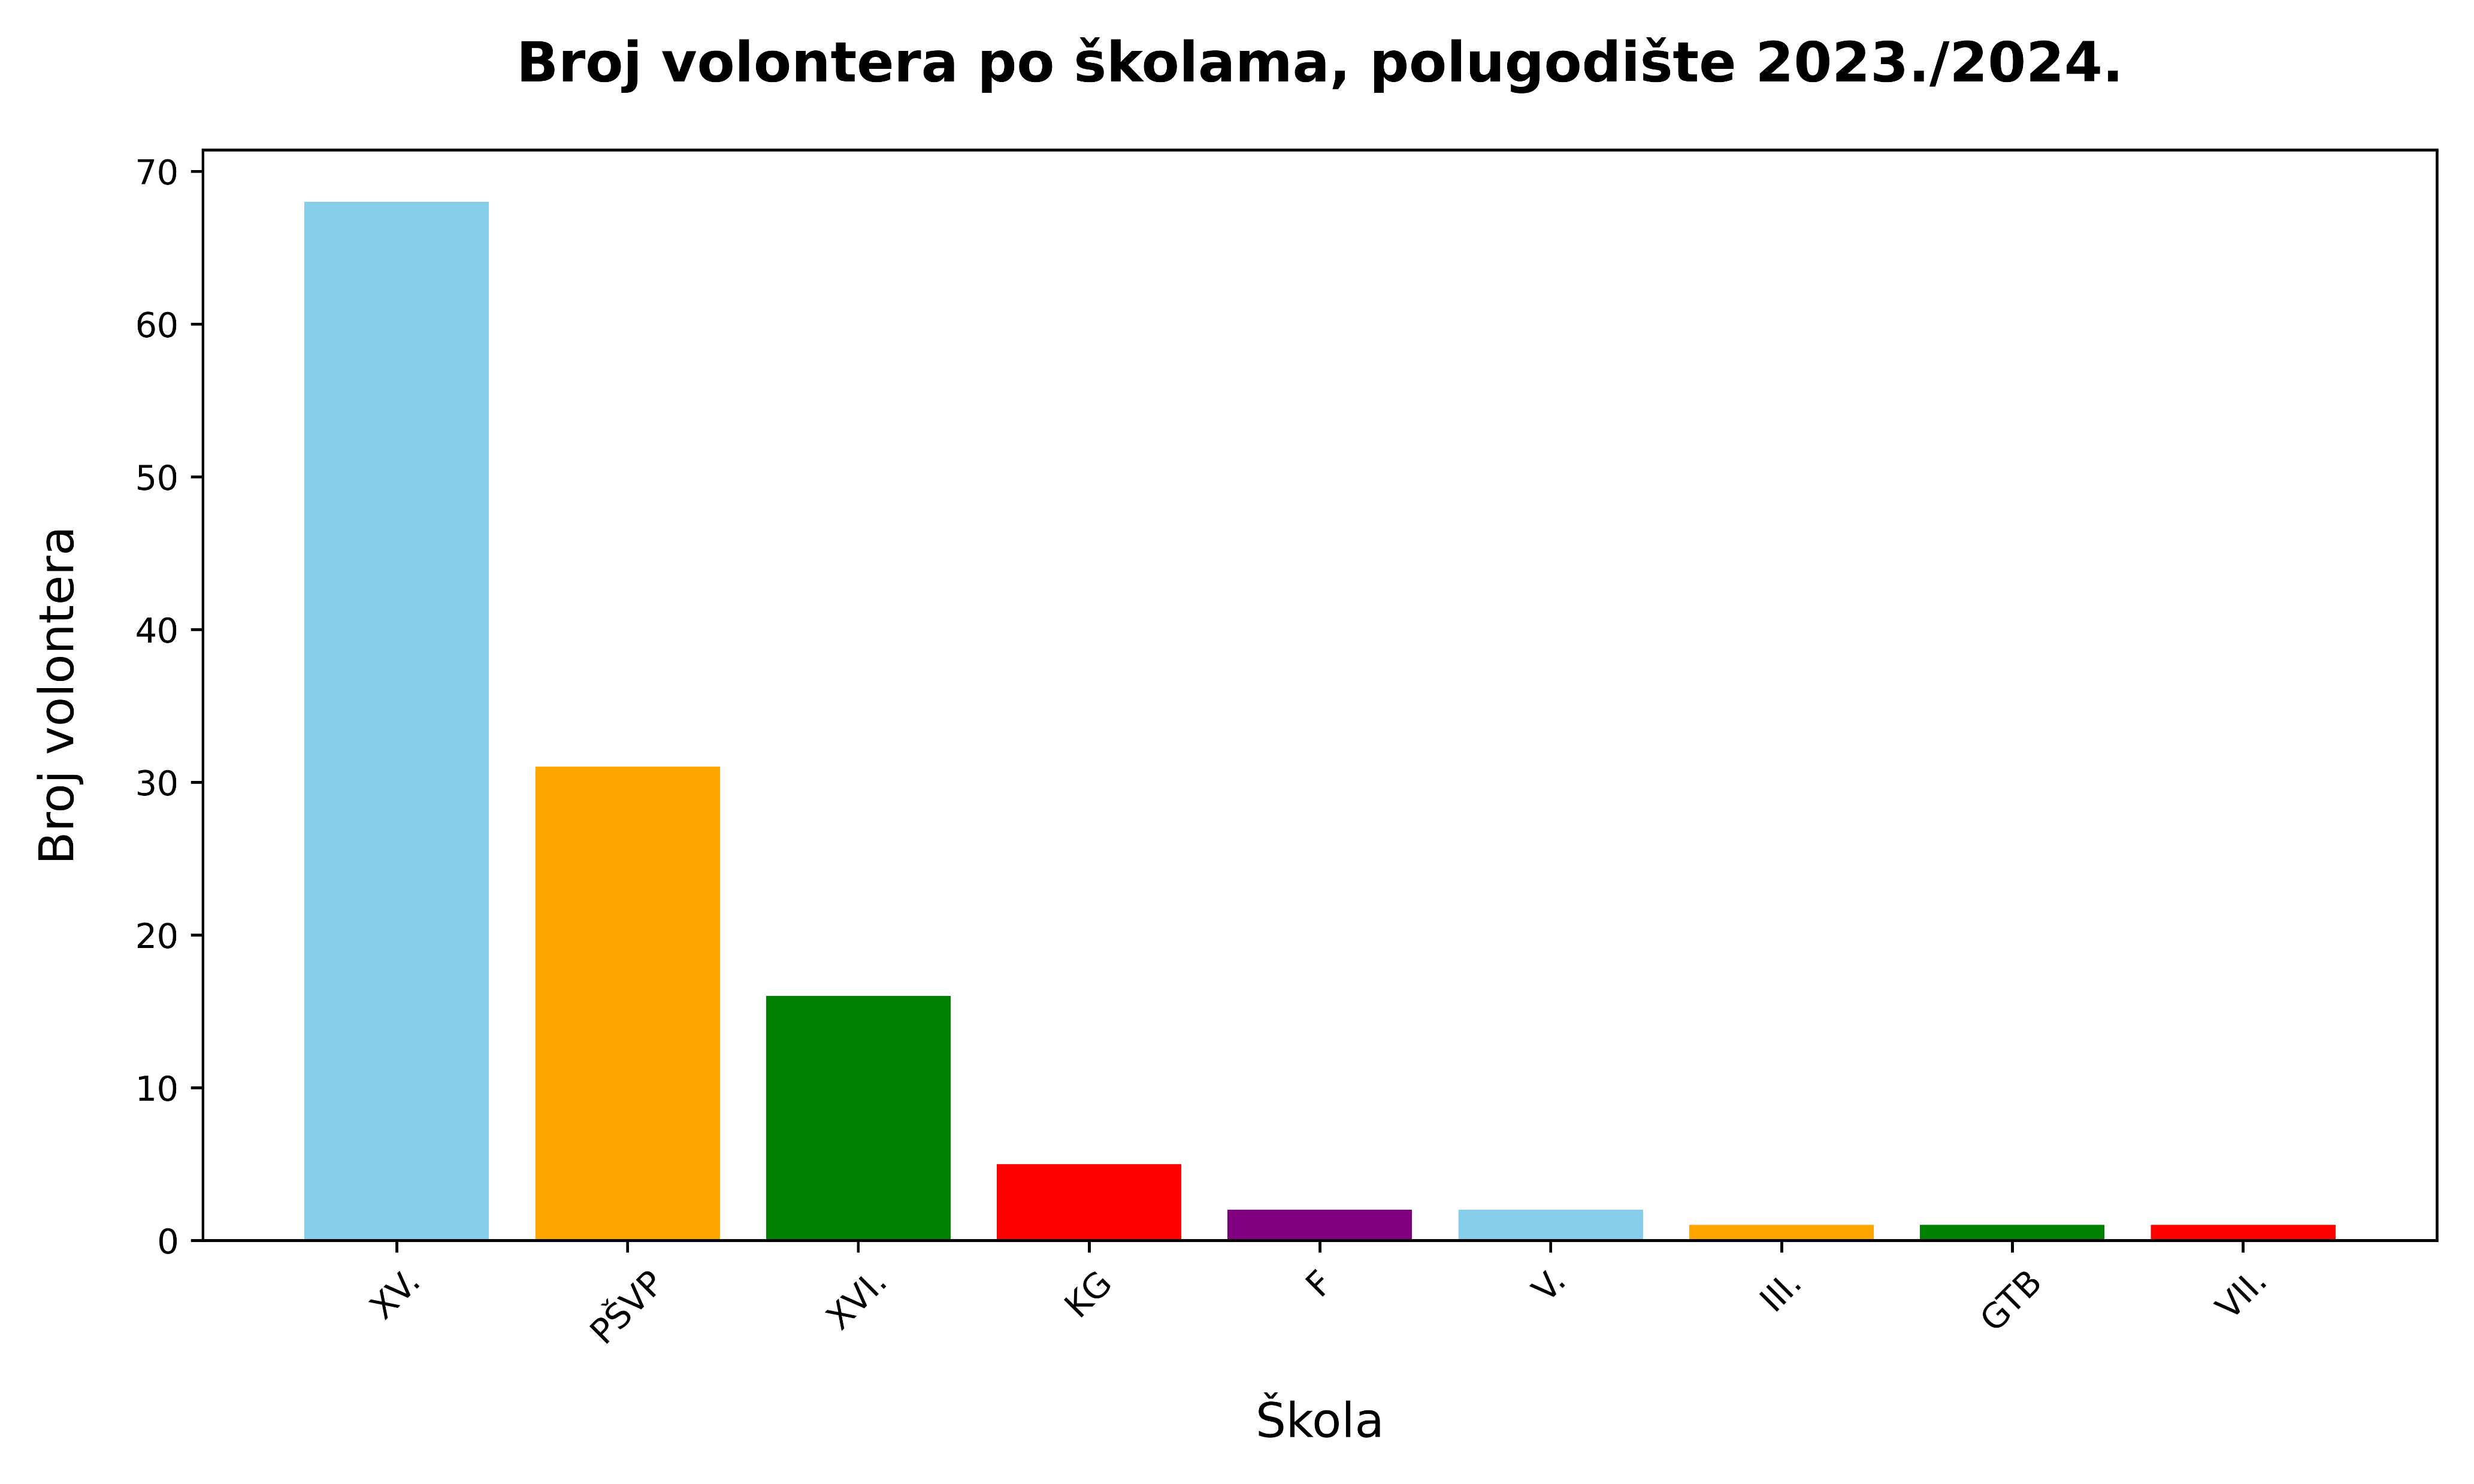 Broj volontera po školama, polugodište 2023./2024.
Broj volontera
70
60
50
40
30
20
10
0
XV.
PŠVP
XVI.
KG
F
V.
III.
GTB
VII.
Škola